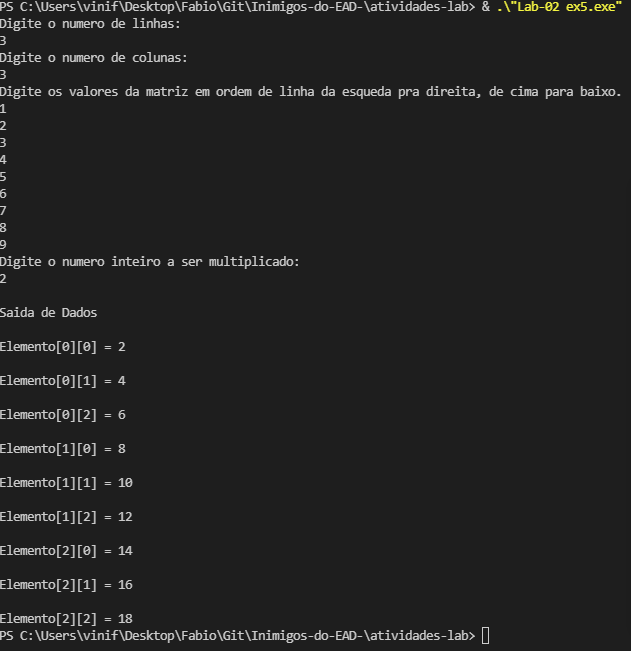 PS C:\Users\vinif\Desktop\Fabio\Git\Inimigos-do-EAD-\atividades-lab> & .\"Lab-02 ex5.exe"
Digite o numero de linhas:
3
Digite o numero de colunas:
3
Digite os valores da matriz em ordem de linha da esqueda pra direita, de cima para baixo.
1
2
3
4
5
6
7
8
9
Digite o numero inteiro a ser multiplicado:
2
Saida de Dados
Elemento[0][0] = 2
Elemento[0][1] = 4
Elemento[0][2] = 6
Elemento[1][0] = 8
Elemento[1][1] = 10
Elemento[1][2] = 12
Elemento[2][0] = 14
Elemento[2][1] = 16
Elemento[2][2] = 18
PS C:\Users\vinif\Desktop\Fabio\Git\Inimigos-do-EAD-\atividades-lab>